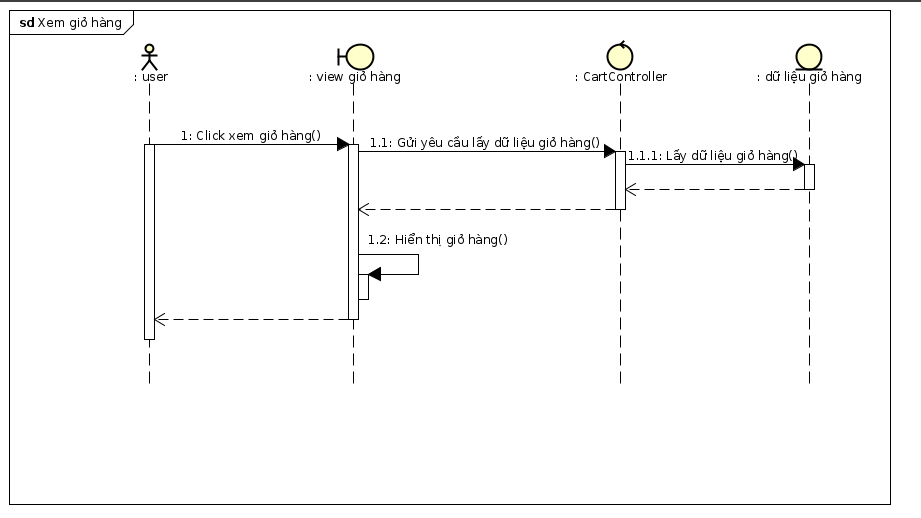 sd Xem giỏ hàng
: user
: view giỏ hàng
: CartController
: dữ liệu giỏ hàng
1: Click xem giỏ hàng()
1.1: Gửi yêu cầu lấy dữ liệu giỏ hàng()
1.1.1: Lấy dữ liệu giỏ hàng()
1.2: Hiển thị giỏ hàng()